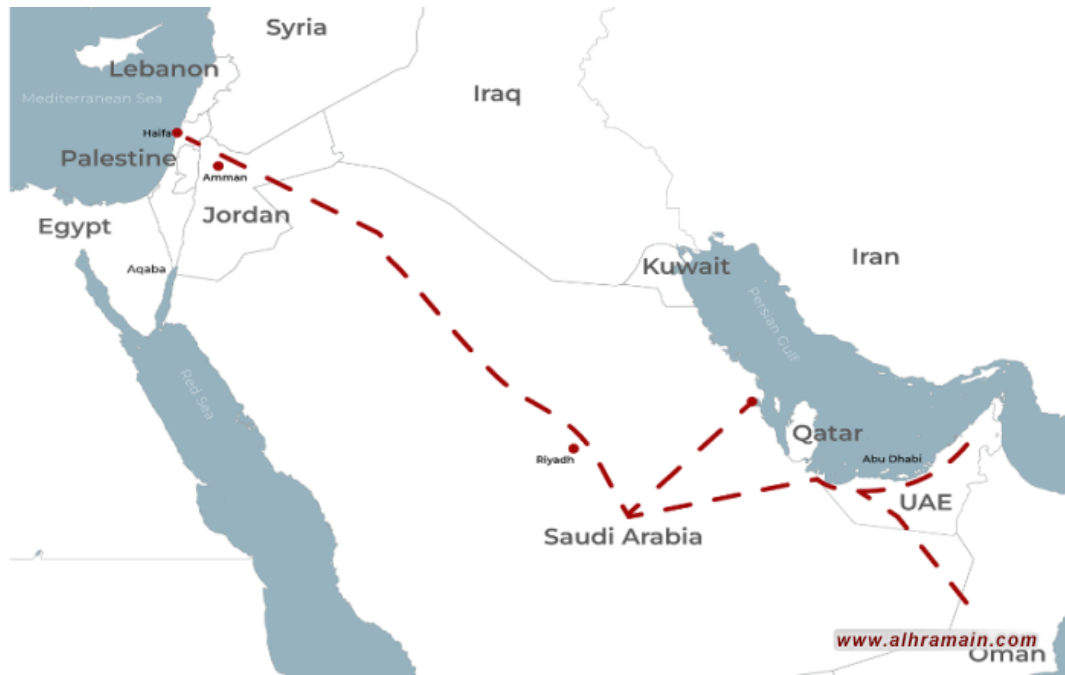 Syria
Lebanon
Iraq
Mediterranean Sea
Haifa
Palestine
Amman
Jordan
Egypt
Iran
Kuwait
Aqaba
Persian Gulf
Red Sea
Qatar
Riyadh
Abu Dhabi
UAE
Saudi Arabia
www.alhramain.com
Oman